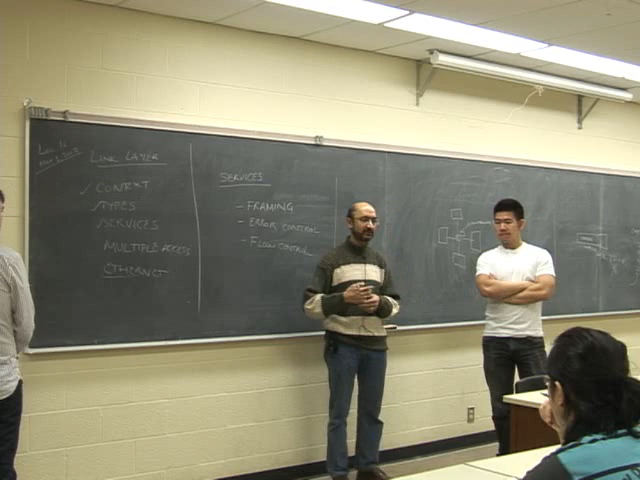 LINK LAYER
✓ CONTEXT
TYPES
SERVICES
MULTIPLE ACCESS
ETHERNET
SERVICES
- FRAMING
- ERROR CONTROL
- FLOW CONTROL